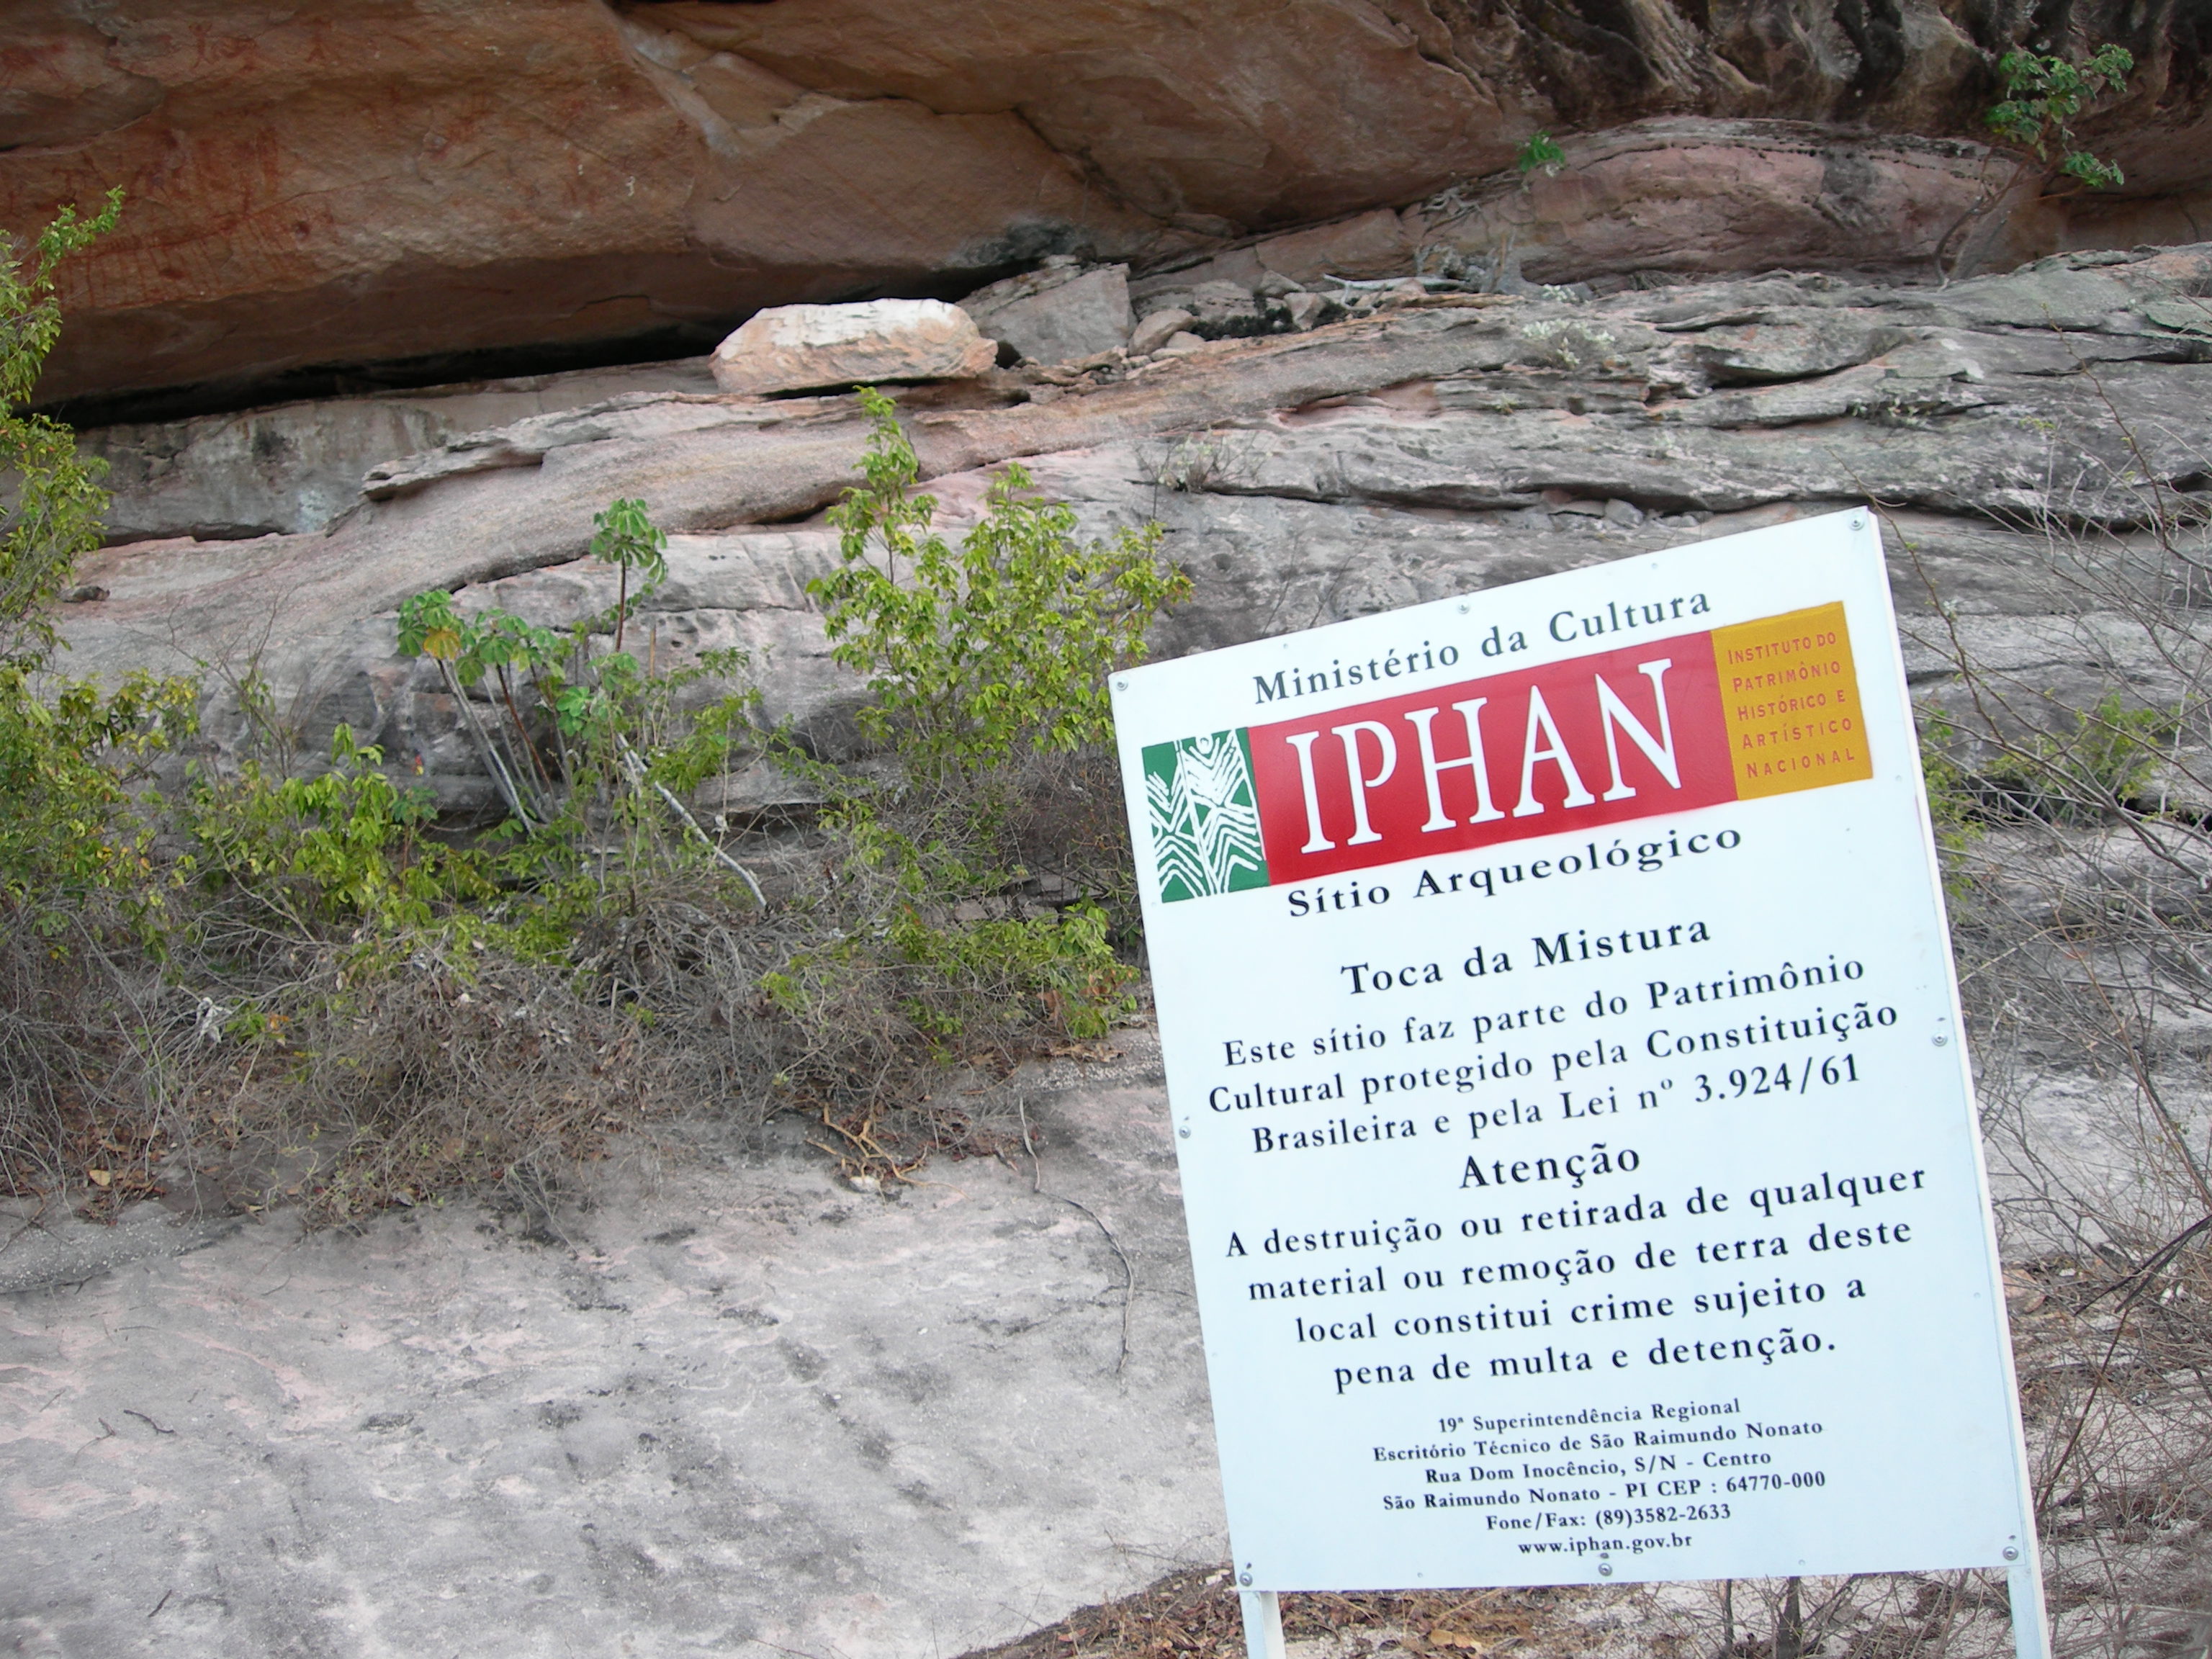 Ministério da Cultura
IPHAN
INSTITUTO DO
PATRIMÔNIO
HISTÓRICO E
ARTÍSTICO
NACIONAL
Sítio Arqueológico
Toca da Mistura
Este sítio faz parte do Patrimônio
Cultural protegido pela Constituição
Brasileira e pela Lei nº 3.924/61
Atenção
A destruição ou retirada de qualquer
material ou remoção de terra deste
local constitui crime sujeito a
pena de multa e detenção.
19ª Superintendência Regional
Escritório Técnico de São Raimundo Nonato
Rua Dom Inocêncio, S/N - Centro
São Raimundo Nonato - PI CEP : 64770-000
Fone/Fax: (89)3582-2633
www.iphan.gov.br